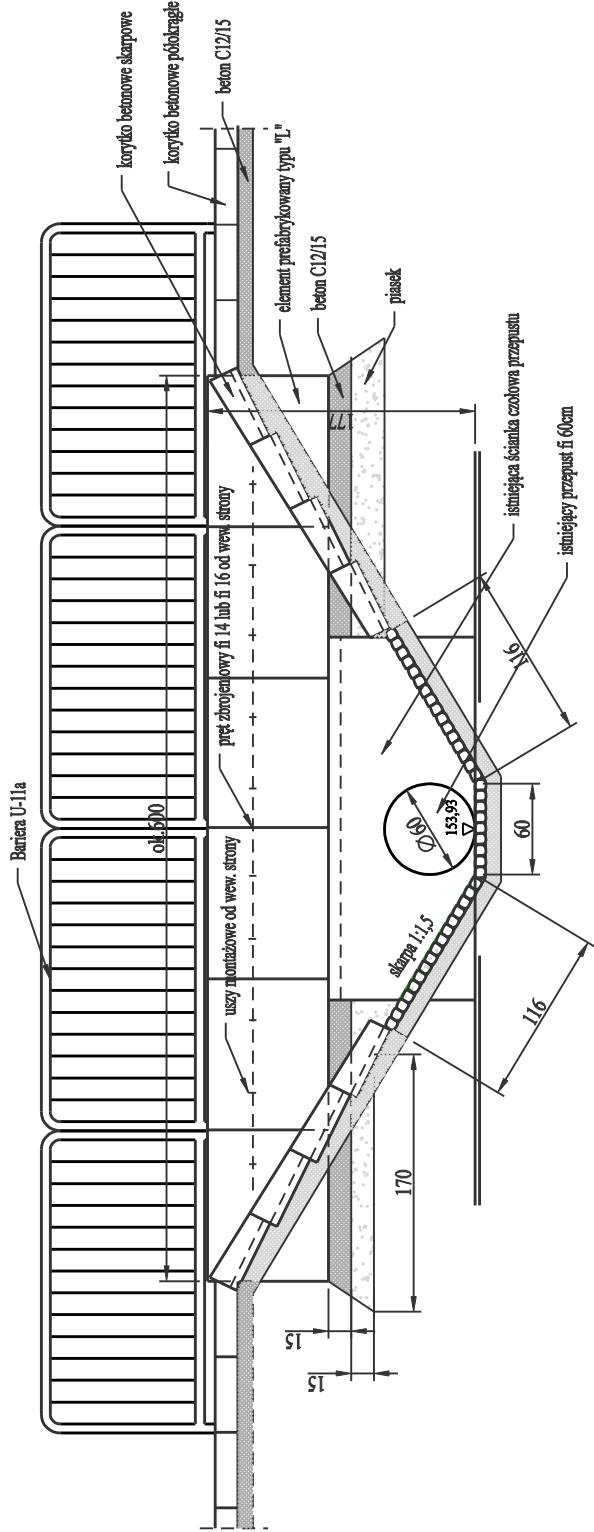 Bariera U-11a
ok.600
korytko betonowe skarpowe
korytko betonowe półokrągłe
beton C12/15
uszy montażowe od wew. strony
pręt zbrojeniowy fi 14 lub fi 16 od wew. strony
element prefabrykowany typu "L"
beton C12/15
piasek
177
istniejąca ścianka czołowa przepustu
istniejący przepust fi 60cm
skarpa 1:1,5
Ø60
153,93
60
116
116
170
15
15